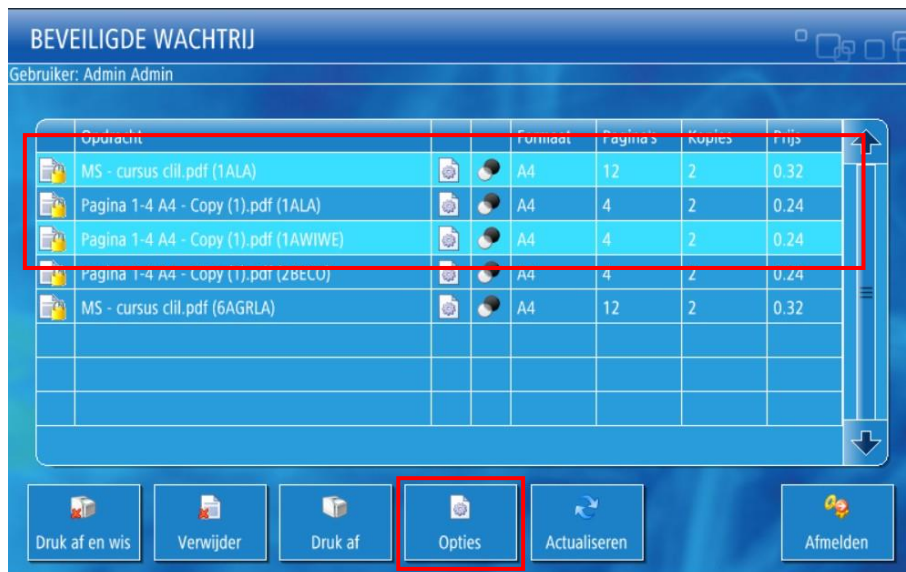 BEVEILIGDE WACHTRIJ
Gebruiker: Admin Admin
Opdracht Formaat Pagina's Kopies Prijs
MS - cursus clil.pdf (1ALA) A4 12 2 0.32
Pagina 1-4 A4 - Copy (1).pdf (1ALA) A4 4 2 0.24
Pagina 1-4 A4 - Copy (1).pdf (1AWIWE) A4 4 2 0.24
Pagina 1-4 A4 - Copy (1).pdf (2BECO) A4 4 2 0.24
MS - cursus clil.pdf (6AGRLA) A4 12 2 0.32
Druk af en wis Verwijder Druk af Opties Actualiseren Afmelden